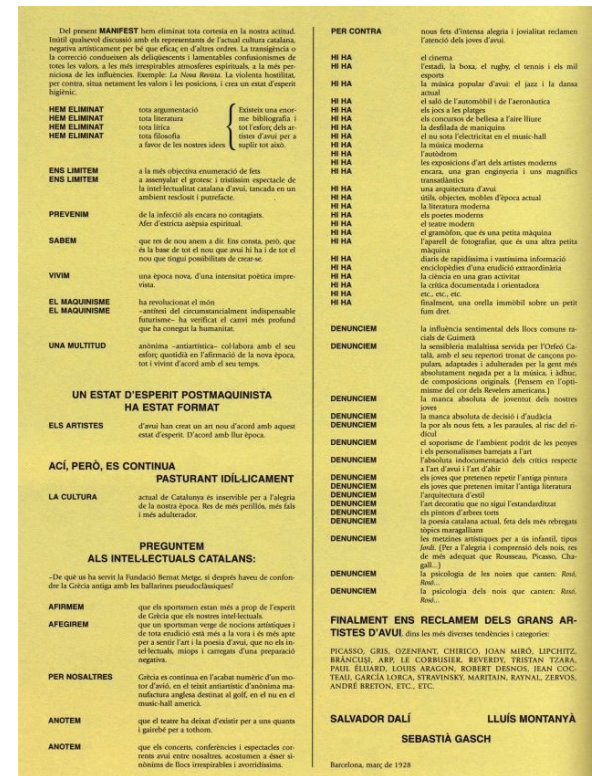 Del present MANIFEST hem eliminat tota cortesia en la nostra actitud.
Inútil qualsevol discussió amb els representants de l'actual cultura catalana,
negativa artísticament per bé que eficaç en d'altres ordres. La transigència o
la correcció condueixen als deliqüescents i lamentables confusionismes de
totes les valors, a les més irrespirables atmosferes espirituals, a la més per-
niciosa de les influències. Exemple: La Nova Revista. La violenta hostilitat,
per contra, situa netament les valors i les posicions, i crea un estat d'esperit
higiènic.
HEM ELIMINAT tota argumentació
HEM ELIMINAT tota literatura
HEM ELIMINAT tota lírica
HEM ELIMINAT tota filosofia
a favor de les nostres idees
Existeix una enor-
me bibliografia i
tot l'esforç dels ar-
tistes d'avui per a
suplir tot això.
ENS LIMITEM a la més objectiva enumeració de fets
ENS LIMITEM a assenyalar el grotesc i tristíssim espectacle de
la intel·lectualitat catalana d'avui, tancada en un
ambient resclosit i putrefacte.
PREVENIM de la infecció als encara no contagiats.
Afer d'estricta asèpsia espiritual.
SABEM que res de nou anem a dir. Ens consta, però, que
és la base de tot el nou que avui hi ha i de tot el
nou que tingui possibilitats de crear-se.
VIVIM una època nova, d'una intensitat poètica impre-
vista.
EL MAQUINISME ha revolucionat el món
EL MAQUINISME –antítesi del circumstancialment indispensable
futurisme– ha verificat el canvi més profund
que ha conegut la humanitat.
UNA MULTITUD anònima –antiartística– col·labora amb el seu
esforç quotidià en l'afirmació de la nova època,
tot i vivint d'acord amb el seu temps.
UN ESTAT D'ESPERIT POSTMAQUINISTA
HA ESTAT FORMAT
ELS ARTISTES d'avui han creat un art nou d'acord amb aquest
estat d'esperit. D'acord amb llur època.
ACÍ, PERÒ, ES CONTINUA
PASTURANT IDÍL·LICAMENT
LA CULTURA actual de Catalunya és inservible per a l'alegria
de la nostra època. Res de més perillós, més fals
i més adulterador.
PREGUNTEM
ALS INTEL·LECTUALS CATALANS:
–De què us ha servit la Fundació Bernat Metge, si després haveu de confon-
dre la Grècia antiga amb les ballarines pseudoclàssiques?
AFIRMEM que els sportsmen estan més a prop de l'esperit
de Grècia que els nostres intel·lectuals.
AFEGIREM que un sportsman verge de nocions artístiques i
de tota erudició està més a la vora i és més apte
per a sentir l'art i la poesia d'avui, que no els in-
tel·lectuals, miops i carregats d'una preparació
negativa.
PER NOSALTRES Grècia es continua en l'acabat numèric d'un mo-
tor d'avió, en el teixit antiartístic d'anònima ma-
nufactura anglesa destinat al golf, en el nu en el
music-hall americà.
ANOTEM que el teatre ha deixat d'existir per a uns quants
i gairebé per a tothom.
ANOTEM que els concerts, conferències i espectacles cor-
rents avui entre nosaltres, acostumen a ésser si-
nònims de llocs irrespirables i avorridíssims.
PER CONTRA nous fets d'intensa alegria i jovialitat reclamen
l'atenció dels joves d'avui.
HI HA el cinema
HI HA l'estadi, la boxa, el rugby, el tennis i els mil
esports
HI HA la música popular d'avui: el jazz i la dansa
actual
HI HA el saló de l'automòbil i de l'aeronàutica
HI HA els jocs a les platges
HI HA els concursos de bellesa a l'aire lliure
HI HA la desfilada de maniquins
HI HA el nu sota l'electricitat en el music-hall
HI HA la música moderna
HI HA l'autòdrom
HI HA les exposicions d'art dels artistes moderns
HI HA encara, una gran enginyeria i uns magnífics
transatlàntics
HI HA una arquitectura d'avui
HI HA útils, objectes, mobles d'època actual
HI HA la literatura moderna
HI HA els poetes moderns
HI HA el teatre modern
HI HA el gramòfon, que és una petita màquina
HI HA l'aparell de fotografiar, que és una altra petita
màquina
HI HA diaris de rapidíssima i vastíssima informació
HI HA enciclopèdies d'una erudició extraordinària
HI HA la ciència en una gran activitat
HI HA la crítica documentada i orientadora
HI HA etc., etc., etc.
HI HA finalment, una orella immòbil sobre un petit
fum dret.
DENUNCIEM la influència sentimental dels llocs comuns ra-
cials de Guimerà
DENUNCIEM la sensibleria malaltissa servida per l'Orfeó Ca-
talà, amb el seu repertori tronat de cançons po-
pulars, adaptades i adulterades per la gent més
absolutament negada per a la música, i àdhuc,
de composicions originals. (Pensem en l'opti-
misme del cor dels Revelers americans.)
DENUNCIEM la manca absoluta de joventut dels nostres
joves
DENUNCIEM la manca absoluta de decisió i d'audàcia
DENUNCIEM la por als nous fets, a les paraules, al risc del ri-
dícul
DENUNCIEM el soporisme de l'ambient podrit de les penyes
i els personalismes barrejats a l'art
DENUNCIEM l'absoluta indocumentació dels crítics respecte
a l'art d'avui i l'art d'ahir
DENUNCIEM els joves que pretenen repetir l'antiga pintura
DENUNCIEM els joves que pretenen imitar l'antiga literatura
DENUNCIEM l'arquitectura d'estil
DENUNCIEM l'art decoratiu que no sigui l'estandarditzat
DENUNCIEM els pintors d'arbres torts
DENUNCIEM la poesia catalana actual, feta dels més rebregats
tòpics maragallians
DENUNCIEM les metzines artístiques per a ús infantil, tipus
Jordi. (Per a l'alegria i comprensió dels nois, res
de més adequat que Rousseau, Picasso, Cha-
gall...)
DENUNCIEM la psicologia de les noies que canten: Rosó,
Rosó...
DENUNCIEM la psicologia dels nois que canten: Rosó,
Rosó...
FINALMENT ENS RECLAMEM DELS GRANS AR-
TISTES D'AVUI, dins les més diverses tendències i categories:
PICASSO, GRIS, OZENFANT, CHIRICO, JOAN MIRÓ, LIPCHITZ,
BRÂNCUŞI, ARP, LE CORBUSIER, REVERDY, TRISTAN TZARA,
PAUL ÉLUARD, LOUIS ARAGON, ROBERT DESNOS, JEAN COC-
TEAU, GARCÍA LORCA, STRAVINSKY, MARITAIN, RAYNAL, ZERVOS,
ANDRÉ BRETON, ETC., ETC.
SALVADOR DALÍ LLUÍS MONTANYÀ
SEBASTIÀ GASCH
Barcelona, març de 1928